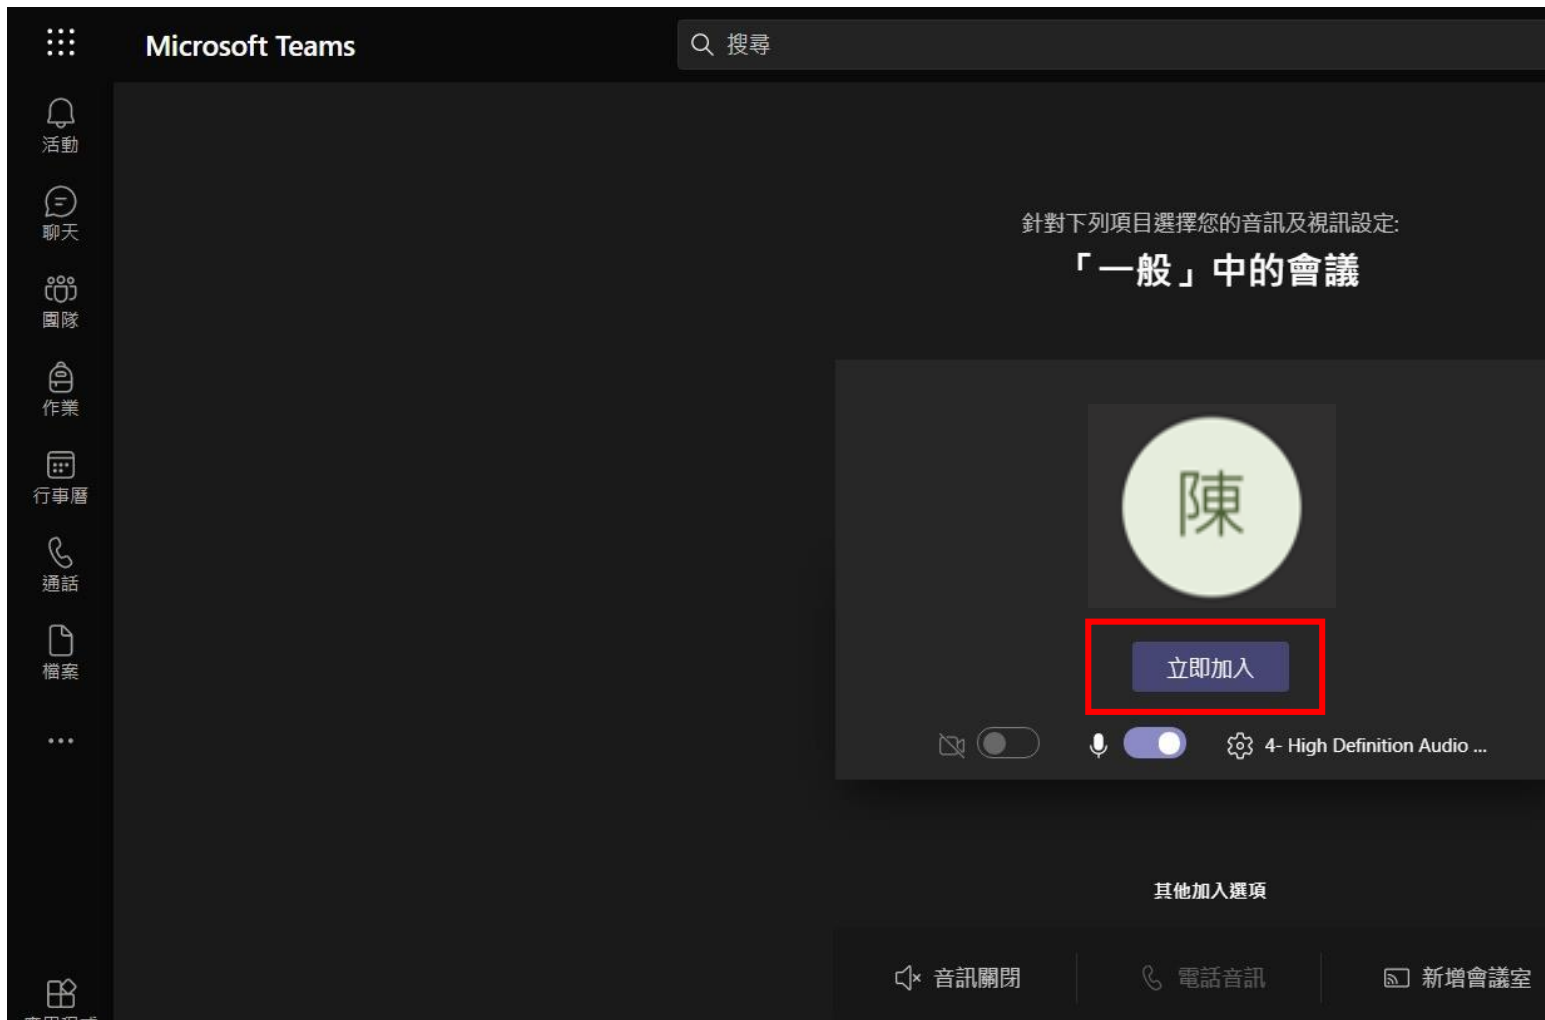 Microsoft Teams
搜尋
活動
聊天
團隊
作業
行事曆
通話
檔案
針對下列項目選擇您的音訊及視訊設定:
「一般」中的會議
陳
立即加入
4- High Definition Audio ...
其他加入選項
音訊關閉
電話音訊
新增會議室